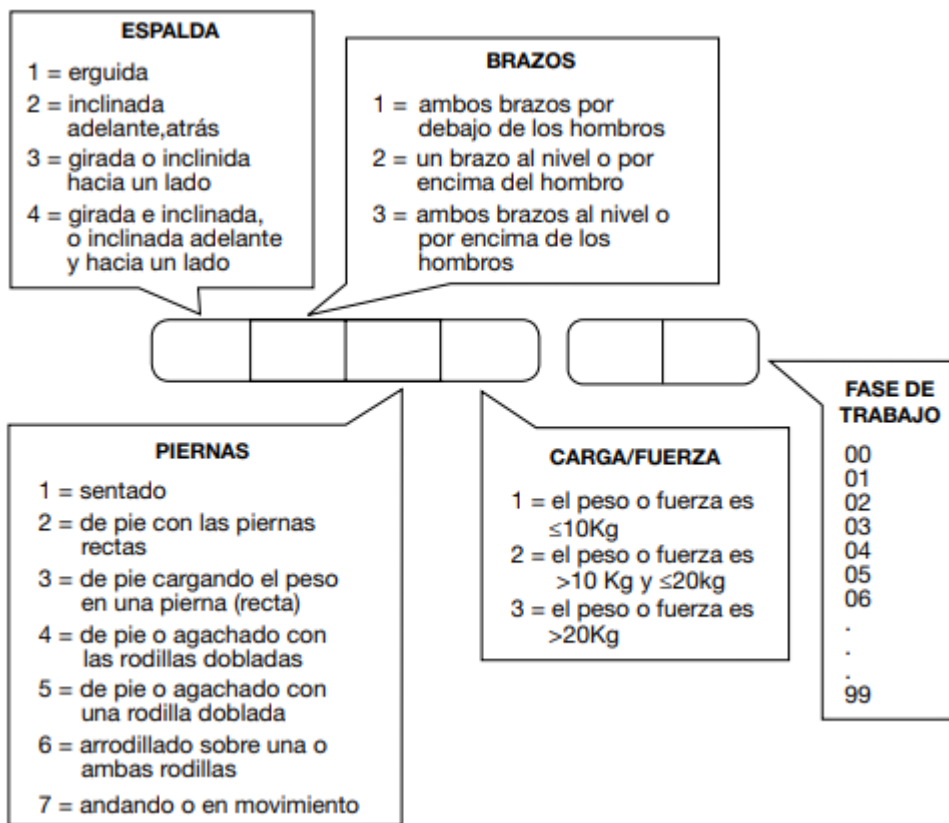 ESPALDA
1 = erguida
2 = inclinada
adelante,atrás
3 = girada o inclinida
hacia un lado
4 = girada e inclinada,
o inclinada adelante
y hacia un lado
BRAZOS
1 = ambos brazos por
debajo de los hombros
2 = un brazo al nivel o por
encima del hombro
3 = ambos brazos al nivel o
por encima de los
hombros
PIERNAS
1 = sentado
2 = de pie con las piernas
rectas
3 = de pie cargando el peso
en una pierna (recta)
4 = de pie o agachado con
las rodillas dobladas
5 = de pie o agachado con
una rodilla doblada
6 = arrodillado sobre una o
ambas rodillas
7 = andando o en movimiento
CARGA/FUERZA
1 = el peso o fuerza es
≤10Kg
2 = el peso o fuerza es
>10 Kg y ≤20kg
3 = el peso o fuerza es
>20Kg
FASE DE
TRABAJO
00
01
02
03
04
05
06
.
.
.
99